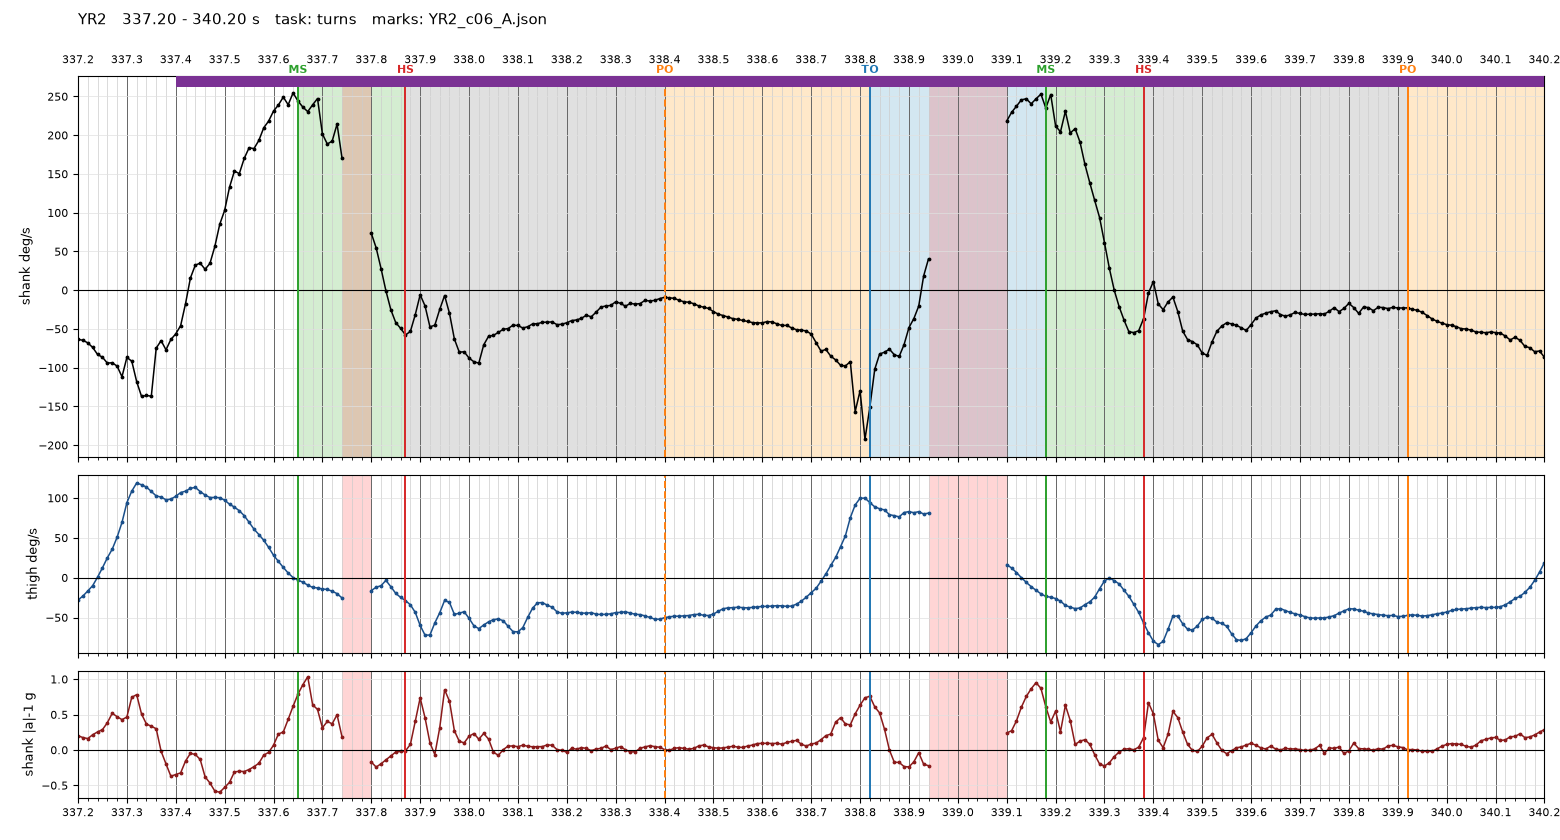 YR2   337.20 - 340.20 s   task: turns   marks: YR2_c06_A.json
337.2 337.3 337.4 337.5 337.6 337.7 337.8 337.9 338.0 338.1 338.2 338.3 338.4 338.5 338.6 338.7 338.8 338.9 339.0 339.1 339.2 339.3 339.4 339.5 339.6 339.7 339.8 339.9 340.0 340.1 340.2
MS HS PO TO MS HS PO
250
200
150
100
50
0
−50
−100
−150
−200
shank deg/s
100
50
0
−50
thigh deg/s
1.0
0.5
0.0
−0.5
shank |a|-1 g
337.2 337.3 337.4 337.5 337.6 337.7 337.8 337.9 338.0 338.1 338.2 338.3 338.4 338.5 338.6 338.7 338.8 338.9 339.0 339.1 339.2 339.3 339.4 339.5 339.6 339.7 339.8 339.9 340.0 340.1 340.2